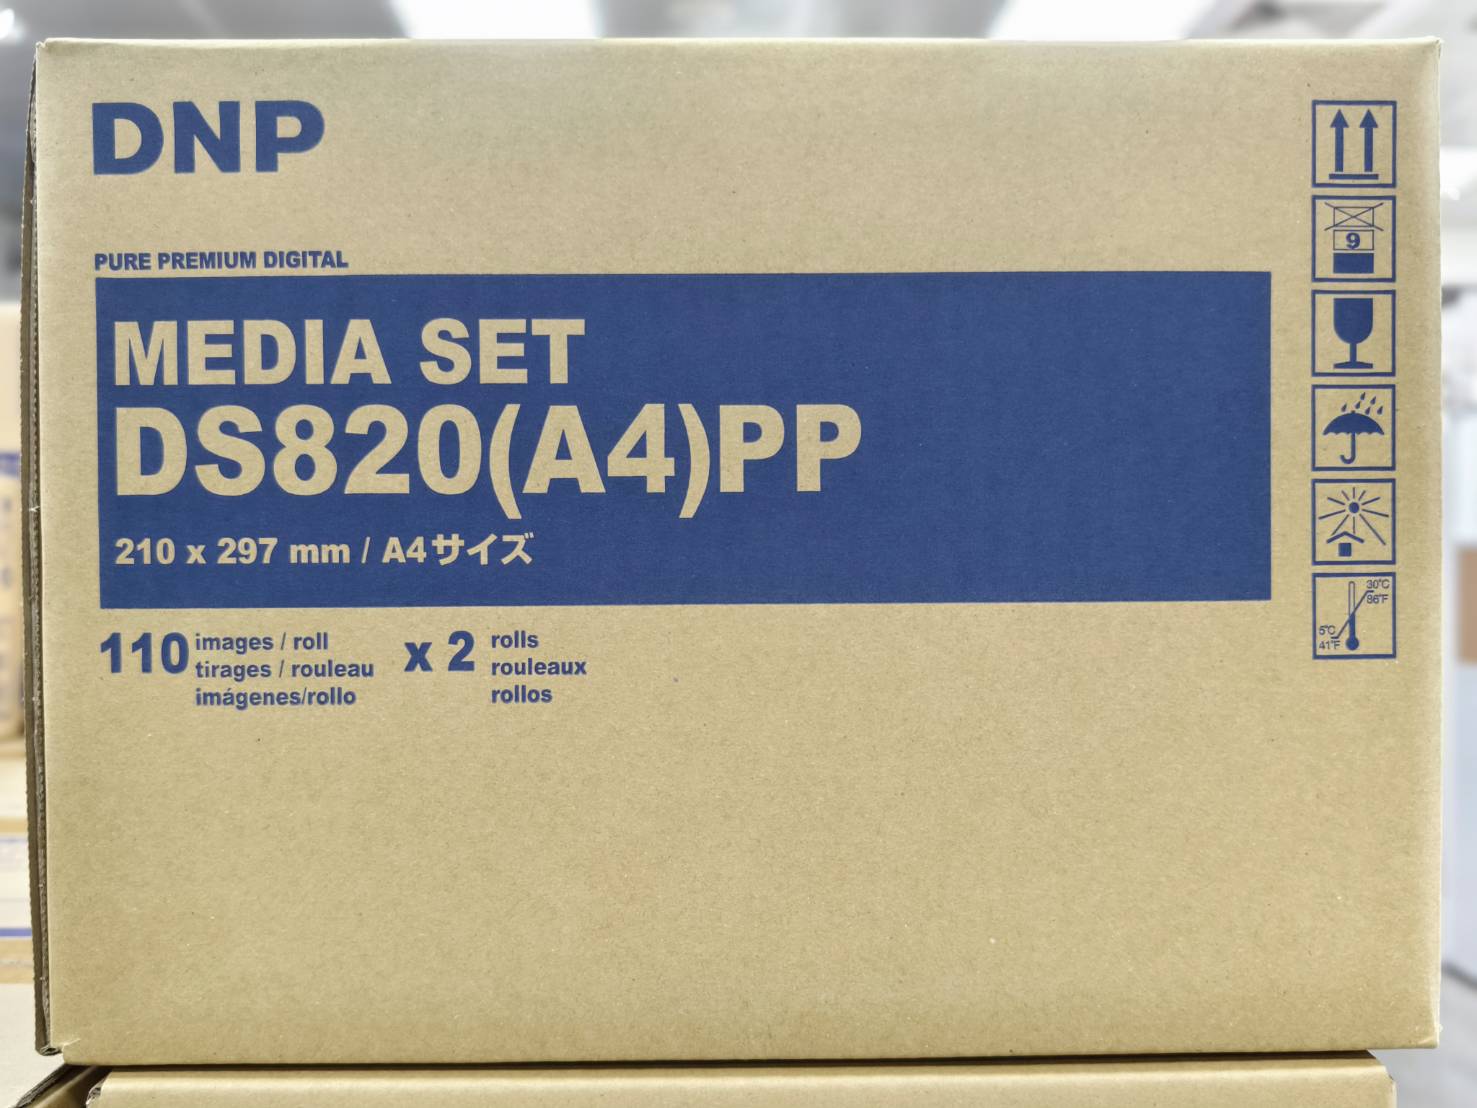 DNP
PURE PREMIUM DIGITAL
MEDIA SET
DS820(A4)PP
210 x 297 mm / A4サイズ
110 images / roll x 2 rolls
tirages / rouleau rouleaux
imágenes/rollo rollos
9
30°C
86°F
5°C
41°F